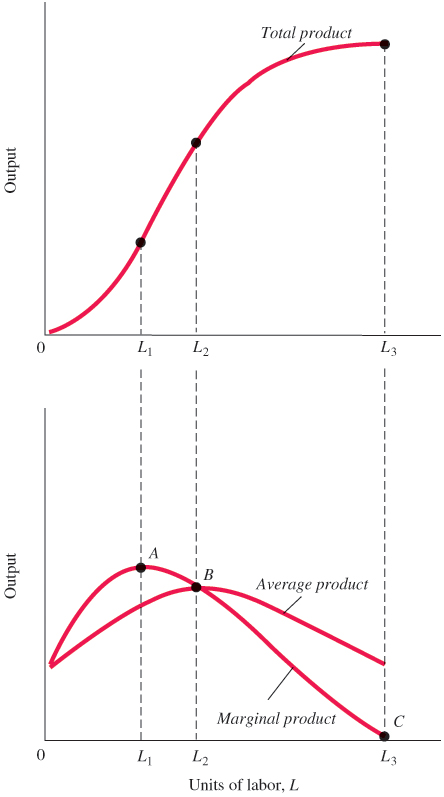 Total product
Output
0
L1
L2
L3
A
B
Average product
Output
Marginal product
C
0
L1
L2
L3
Units of labor, L